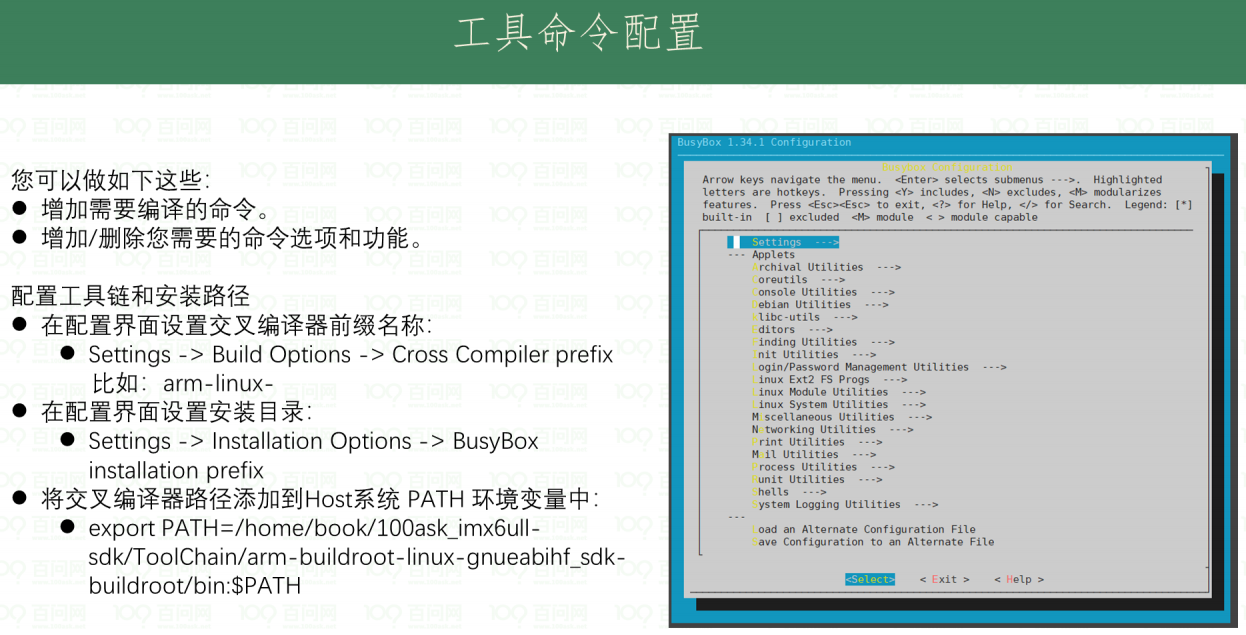 工具命令配置
您可以做如下这些：
● 增加需要编译的命令。
● 增加/删除您需要的命令选项和功能。
配置工具链和安装路径
● 在配置界面设置交叉编译器前缀名称：
● Settings -> Build Options -> Cross Compiler prefix
比如：arm-linux-
● 在配置界面设置安装目录：
● Settings -> Installation Options -> BusyBox
installation prefix
● 将交叉编译器路径添加到Host系统 PATH 环境变量中：
● export PATH=/home/book/100ask_imx6ull-
sdk/ToolChain/arm-buildroot-linux-gnueabihf_sdk-
buildroot/bin:$PATH
BusyBox 1.34.1 Configuration
Busybox Configuration
Arrow keys navigate the menu.  <Enter> selects submenus --->.  Highlighted
letters are hotkeys.  Pressing <Y> includes, <N> excludes, <M> modularizes
features.  Press <Esc><Esc> to exit, <?> for Help, </> for Search.  Legend: [*]
built-in  [ ] excluded  <M> module  < > module capable
Settings  --->
--- Applets
Archival Utilities  --->
Coreutils  --->
Console Utilities  --->
Debian Utilities  --->
klibc-utils  --->
Editors  --->
Finding Utilities  --->
Init Utilities  --->
Login/Password Management Utilities  --->
Linux Ext2 FS Progs  --->
Linux Module Utilities  --->
Linux System Utilities  --->
Miscellaneous Utilities  --->
Networking Utilities  --->
Print Utilities  --->
Mail Utilities  --->
Process Utilities  --->
Runit Utilities  --->
Shells  --->
System Logging Utilities  --->
---
Load an Alternate Configuration File
Save Configuration to an Alternate File
<Select>    < Exit >    < Help >